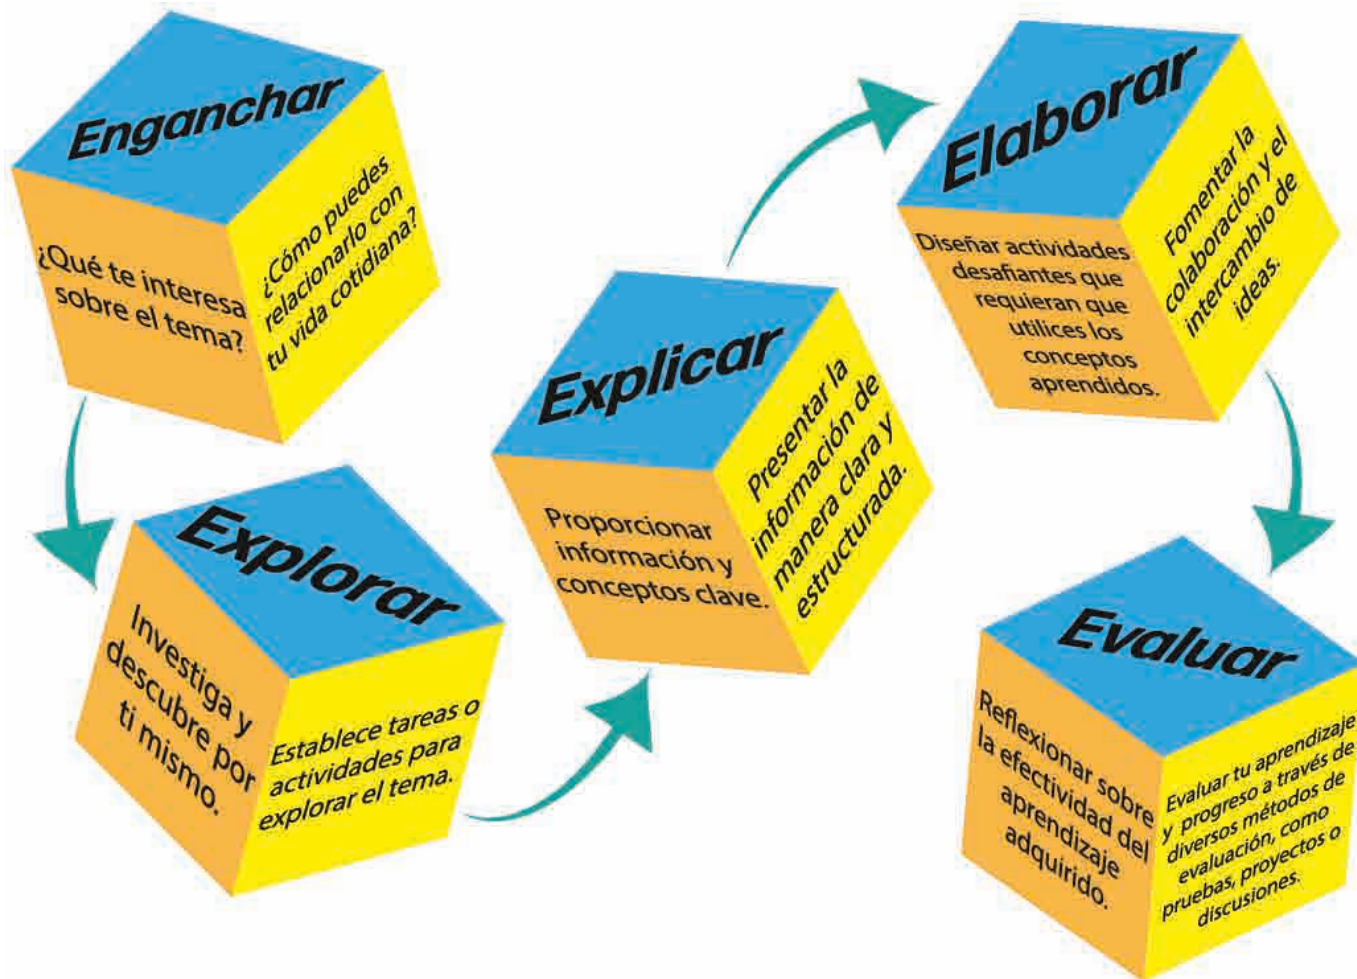 Enganchar
¿Qué te interesa
sobre el tema?
¿Cómo puedes
relacionarlo con
tu vida cotidiana?
Explorar
Investiga y
descubre por
ti mismo.
Establece tareas o
actividades para
explorar el tema.
Explicar
Proporcionar
información y
conceptos clave.
Presentar la
información de
manera clara y
estructurada.
Elaborar
Diseñar actividades
desafiantes que
requieran que
utilices los
conceptos
aprendidos.
Fomentar la
colaboración y el
intercambio de
ideas.
Evaluar
Reflexionar sobre
la efectividad del
aprendizaje
adquirido.
Evaluar tu aprendizaje
y progreso a través de
diversos métodos de
evaluación, como
pruebas, proyectos o
discusiones.